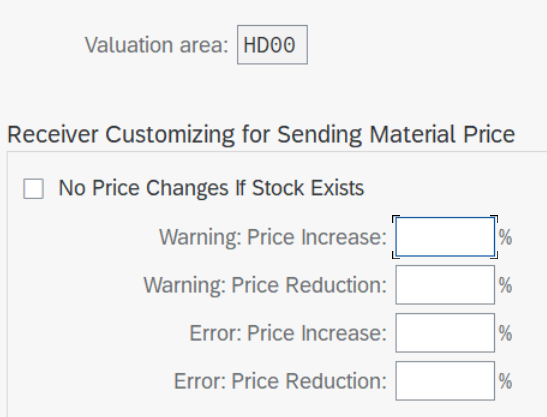 Valuation area: HD00
Receiver Customizing for Sending Material Price
No Price Changes If Stock Exists
Warning: Price Increase: %
Warning: Price Reduction: %
Error: Price Increase: %
Error: Price Reduction: %